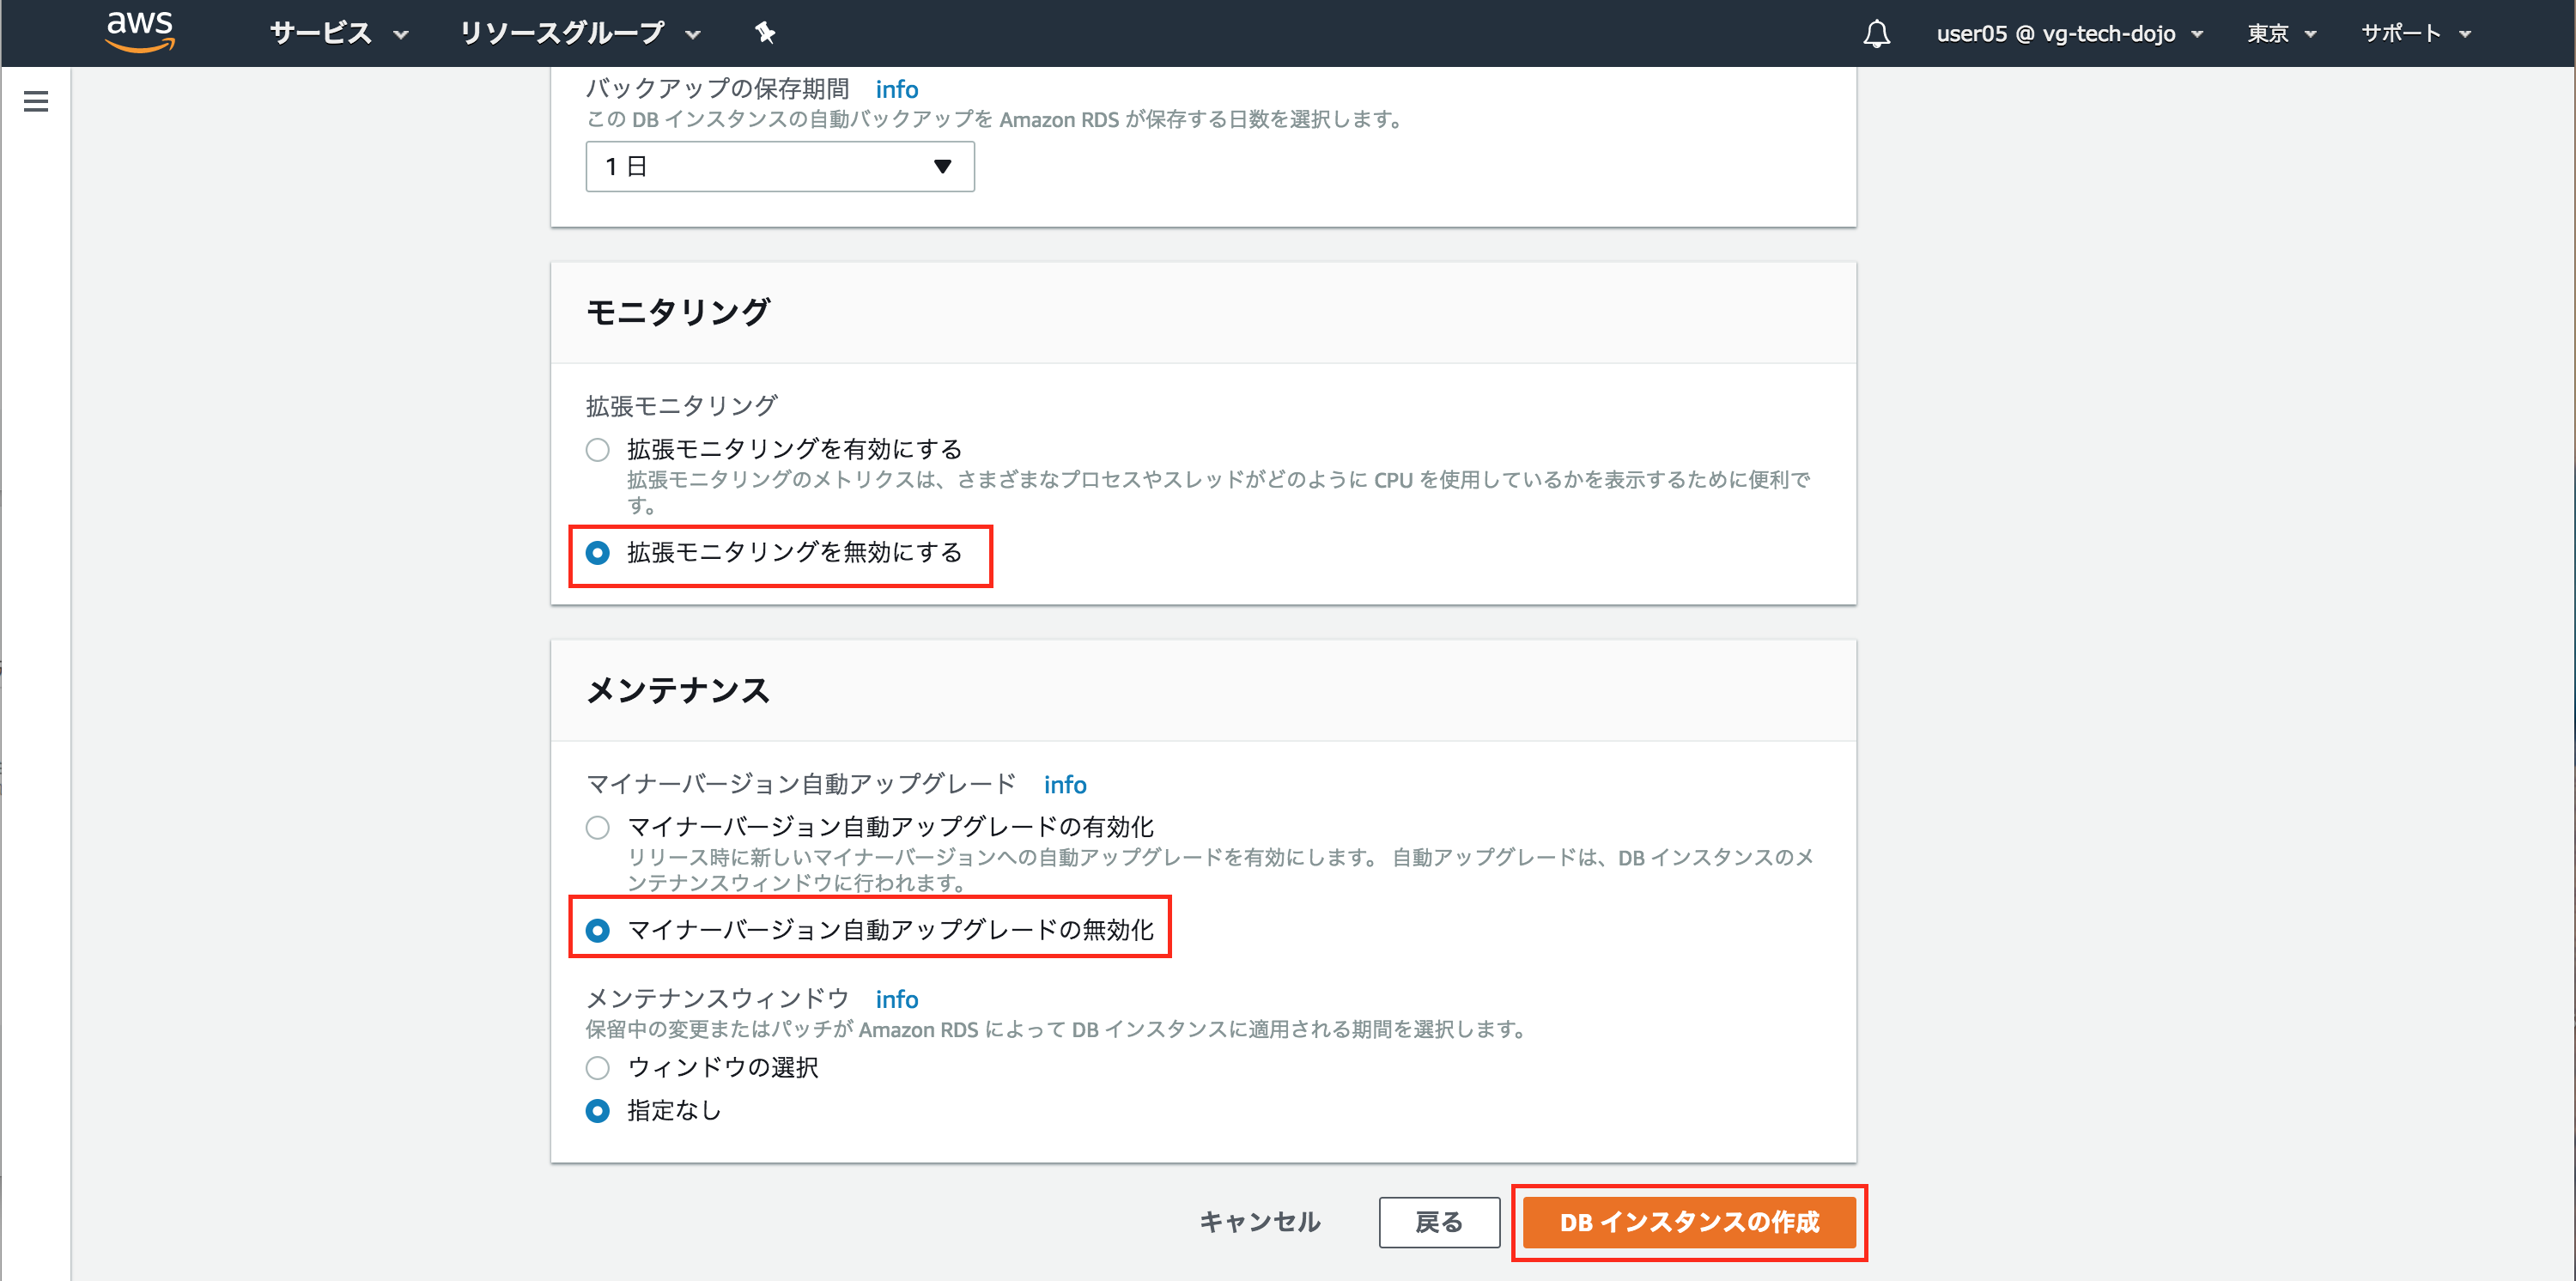 aws サービス リソースグループ user05 @ vg-tech-dojo 東京 サポート
バックアップの保存期間 info
この DB インスタンスの自動バックアップを Amazon RDS が保存する日数を選択します。
1 日
モニタリング
拡張モニタリング
拡張モニタリングを有効にする
拡張モニタリングのメトリクスは、さまざまなプロセスやスレッドがどのように CPU を使用しているかを表示するために便利で
す。
拡張モニタリングを無効にする
メンテナンス
マイナーバージョン自動アップグレード info
マイナーバージョン自動アップグレードの有効化
リリース時に新しいマイナーバージョンへの自動アップグレードを有効にします。 自動アップグレードは、DB インスタンスのメ
ンテナンスウィンドウに行われます。
マイナーバージョン自動アップグレードの無効化
メンテナンスウィンドウ info
保留中の変更またはパッチが Amazon RDS によって DB インスタンスに適用される期間を選択します。
ウィンドウの選択
指定なし
キャンセル 戻る DB インスタンスの作成